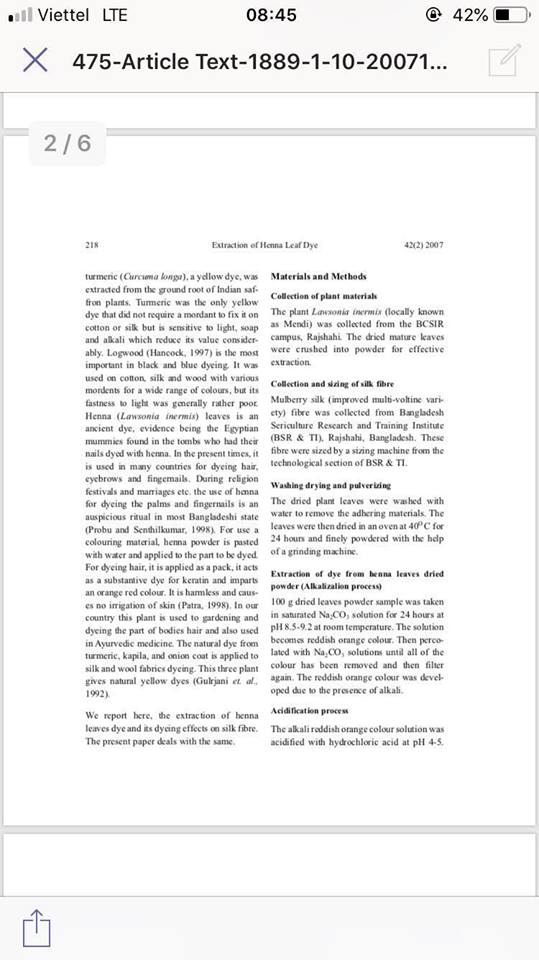 Viettel LTE 08:45 42%
475-Article Text-1889-1-10-20071...
2 / 6
218 Extraction of Henna Leaf Dye 42(2) 2007
turmeric (Curcuma longa), a yellow dye, was
extracted from the ground root of Indian saf-
fron plants. Turmeric was the only yellow
dye that did not require a mordant to fix it on
cotton or silk but is sensitive to light, soap
and alkali which reduce its value consider-
ably. Logwood (Hancock, 1997) is the most
important in black and blue dyeing. It was
used on cotton, silk and wood with various
mordents for a wide range of colours, but its
fastness to light was generally rather poor.
Henna (Lawsonia inermis) leaves is an
ancient dye, evidence being the Egyptian
mummies found in the tombs who had their
nails dyed with henna. In the present times, it
is used in many countries for dyeing hair,
eyebrows and fingernails. During religion
festivals and marriages etc. the use of henna
for dyeing the palms and fingernails is an
auspicious ritual in most Bangladeshi state
(Probu and Senthilkumar, 1998). For use a
colouring material, henna powder is pasted
with water and applied to the part to be dyed.
For dyeing hair, it is applied as a pack, it acts
as a substantive dye for keratin and imparts
an orange red colour. It is harmless and caus-
es no irrigation of skin (Patra, 1998). In our
country this plant is used to gardening and
dyeing the part of bodies hair and also used
in Ayurvedic medicine. The natural dye from
turmeric, kapila, and onion coat is applied to
silk and wool fabrics dyeing. This three plant
gives natural yellow dyes (Gulrjani et. al.,
1992).
We report here, the extraction of henna
leaves dye and its dyeing effects on silk fibre.
The present paper deals with the same.
Materials and Methods
Collection of plant materials
The plant Lawsonia inermis (locally known
as Mendi) was collected from the BCSIR
campus, Rajshahi. The dried mature leaves
were crushed into powder for effective
extraction.
Collection and sizing of silk fibre
Mulberry silk (improved multi-voltine vari-
ety) fibre was collected from Bangladesh
Sericulture Research and Training Institute
(BSR & TI), Rajshahi, Bangladesh. These
fibre were sized by a sizing machine from the
technological section of BSR & TI.
Washing drying and pulverizing
The dried plant leaves were washed with
water to remove the adhering materials. The
leaves were then dried in an oven at 40⁰ C for
24 hours and finely powdered with the help
of a grinding machine.
Extraction of dye from henna leaves dried
powder (Alkalization process)
100 g dried leaves powder sample was taken
in saturated Na₂CO₃ solution for 24 hours at
pH 8.5-9.2 at room temperature. The solution
becomes reddish orange colour. Then perco-
lated with Na₂CO₃ solutions until all of the
colour has been removed and then filter
again. The reddish orange colour was devel-
oped due to the presence of alkali.
Acidification process
The alkali reddish orange colour solution was
acidified with hydrochloric acid at pH 4-5.